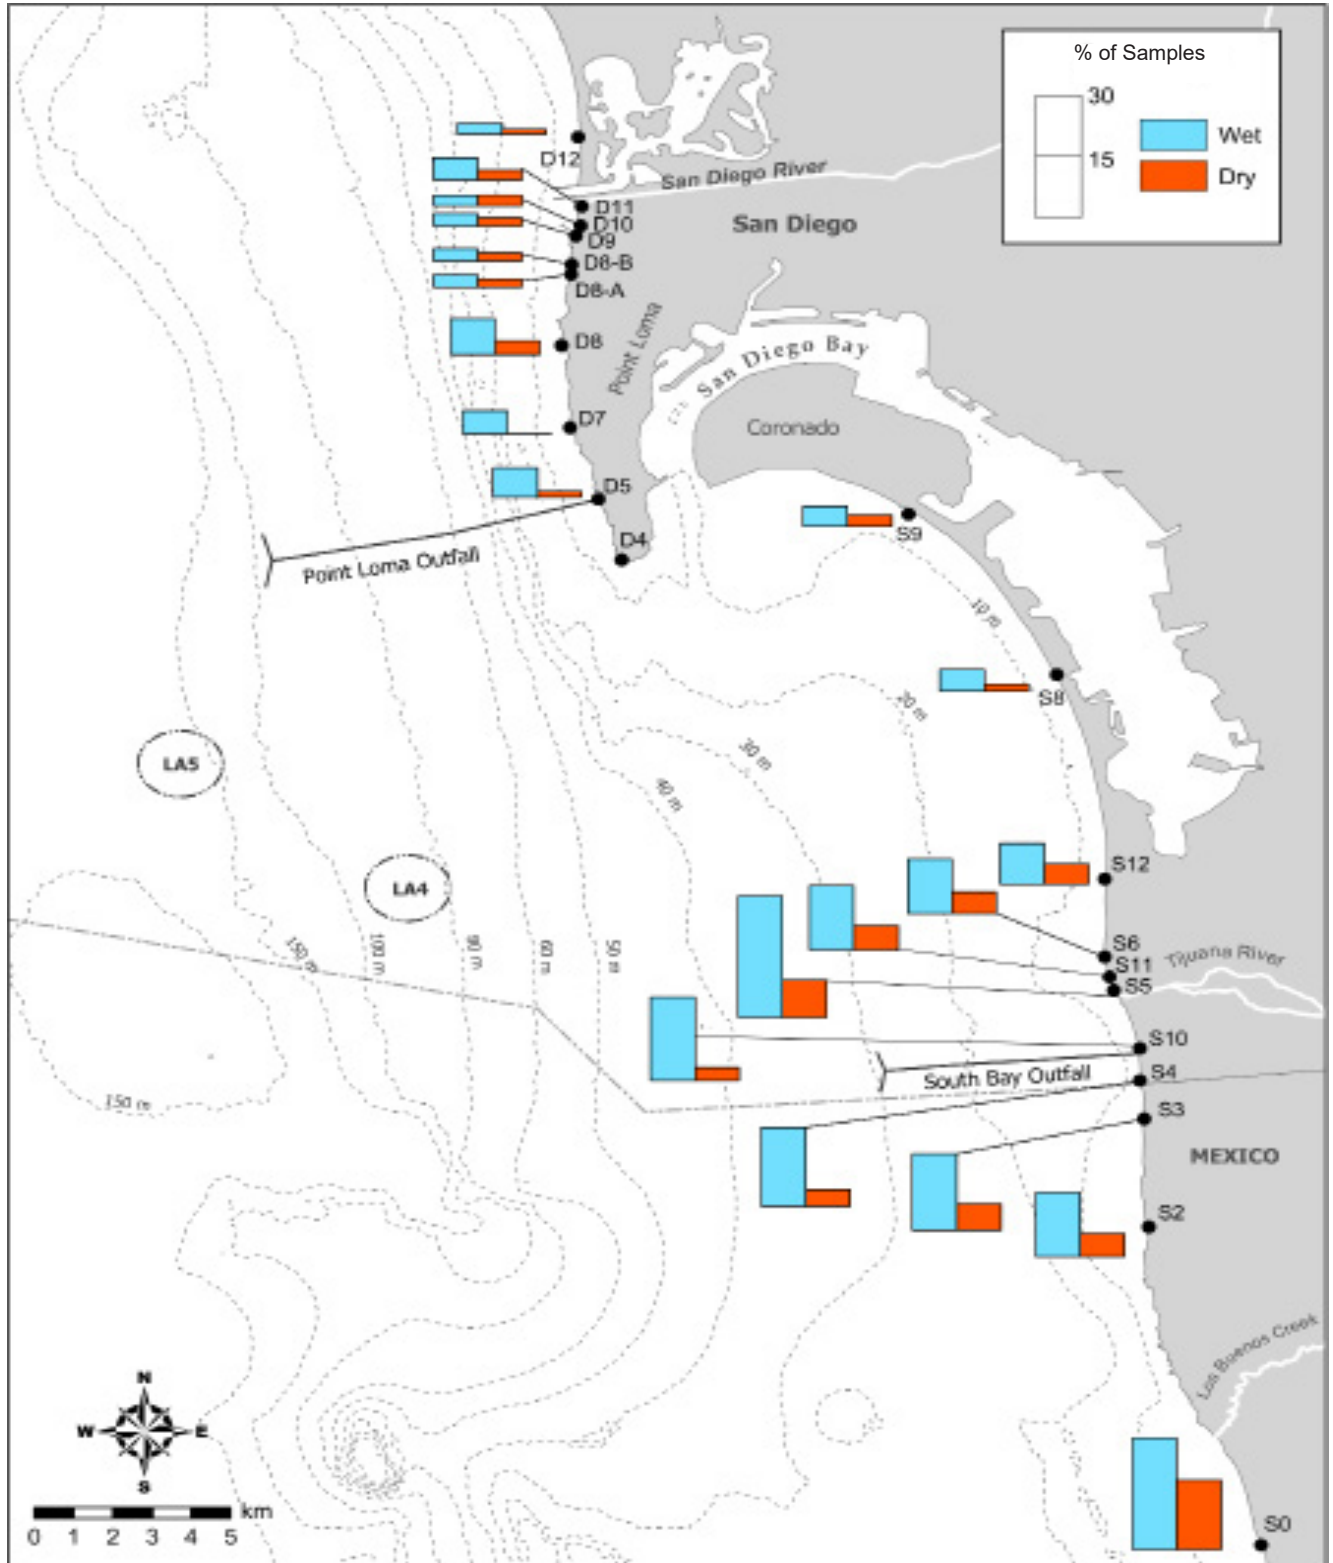 % of Samples
30
15
Wet
Dry
D12
San Diego River
D11
D10
D9
San Diego
D8-B
D8-A
D8
Point Loma
San Diego Bay
D7
Coronado
D5
S9
D4
Point Loma Outfall
10 m
S8
20 m
30 m
LA5
40 m
S12
LA4
150 m
100 m
90 m
60 m
50 m
S6
S11
Tijuana River
S5
S10
South Bay Outfall
S4
150 m
S3
MEXICO
S2
Los Buenos Creek
N
W E
S
km
0 1 2 3 4 5
S0